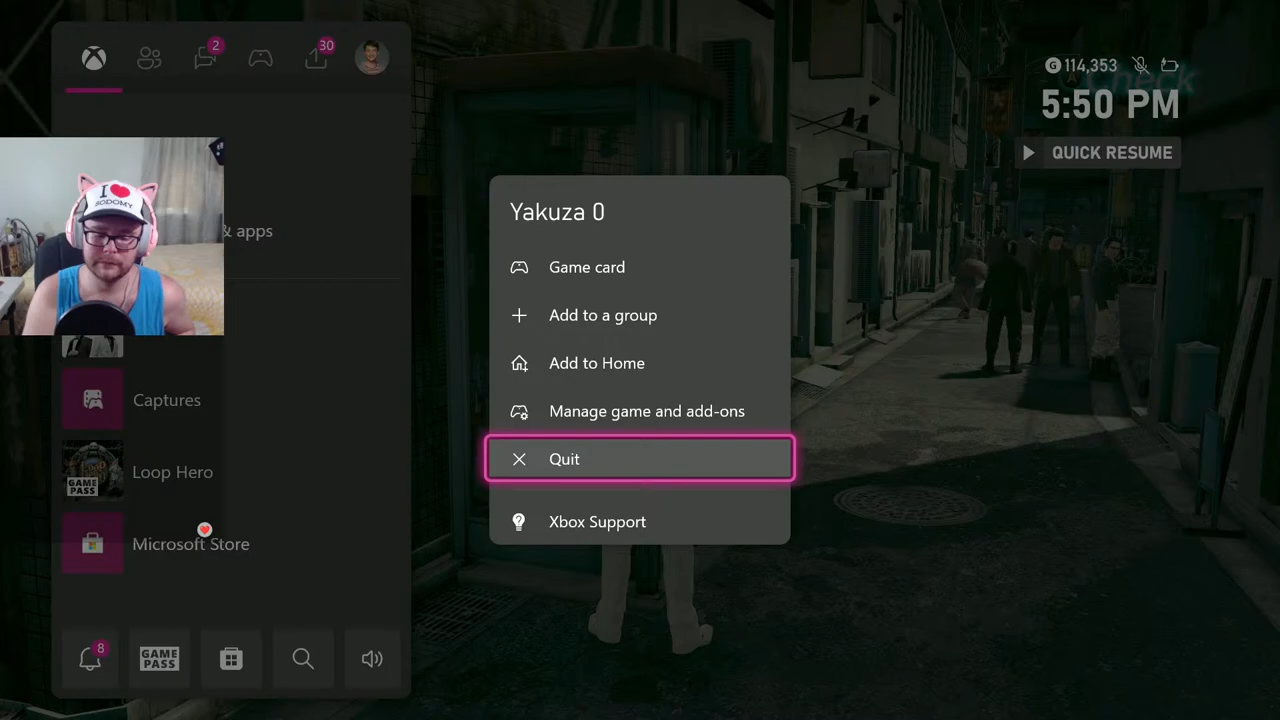 2
30
114,353
Check
5:50 PM
QUICK RESUME
I ❤ SODOMY
& apps
Yakuza 0
Game card
Add to a group
Add to Home
Manage game and add-ons
Quit
Xbox Support
Captures
GAME
PASS
Loop Hero
Microsoft Store
8
GAME
PASS